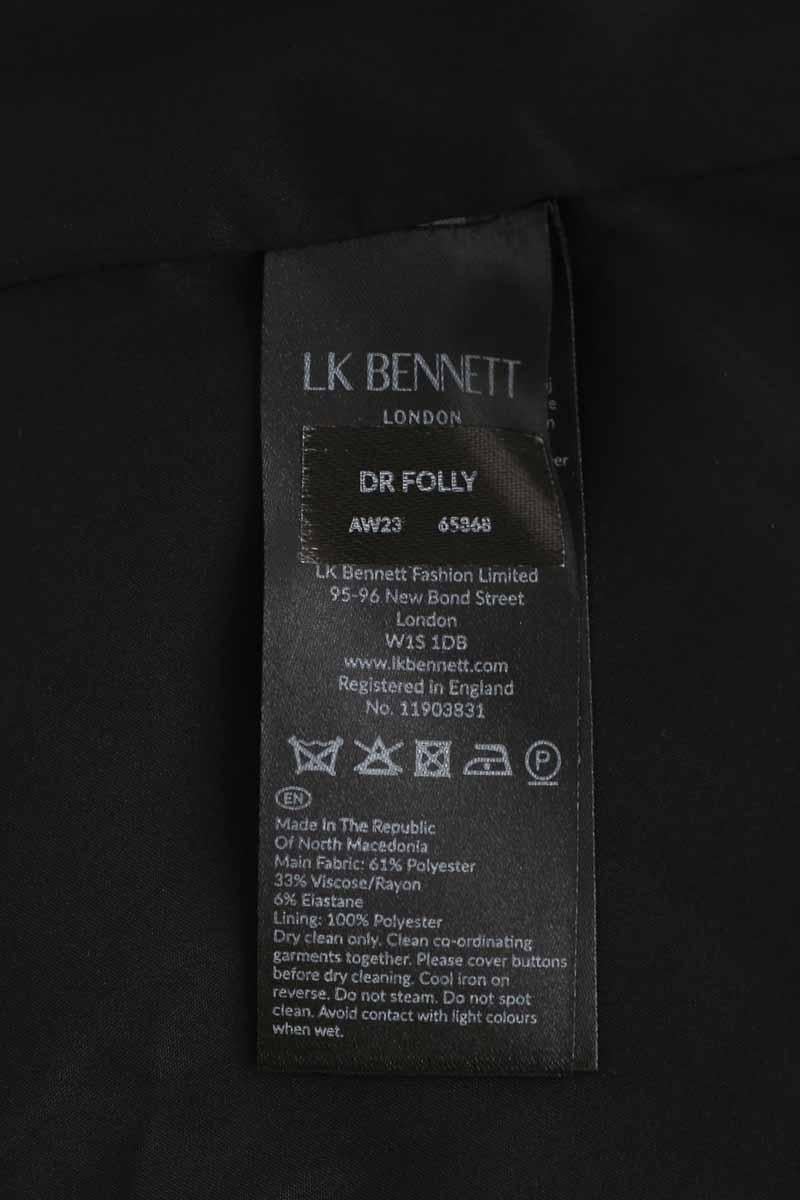 LK BENNETT
LONDON
DR FOLLY
AW23 65868
LK Bennett Fashion Limited
95-96 New Bond Street
London
W1S 1DB
www.lkbennett.com
Registered in England
No. 11903831
P
EN
Made In The Republic
Of North Macedonia
Main Fabric: 61% Polyester
33% Viscose/Rayon
6% Elastane
Lining: 100% Polyester
Dry clean only. Clean co-ordinating
garments together. Please cover buttons
before dry cleaning. Cool iron on
reverse. Do not steam. Do not spot
clean. Avoid contact with light colours
when wet.